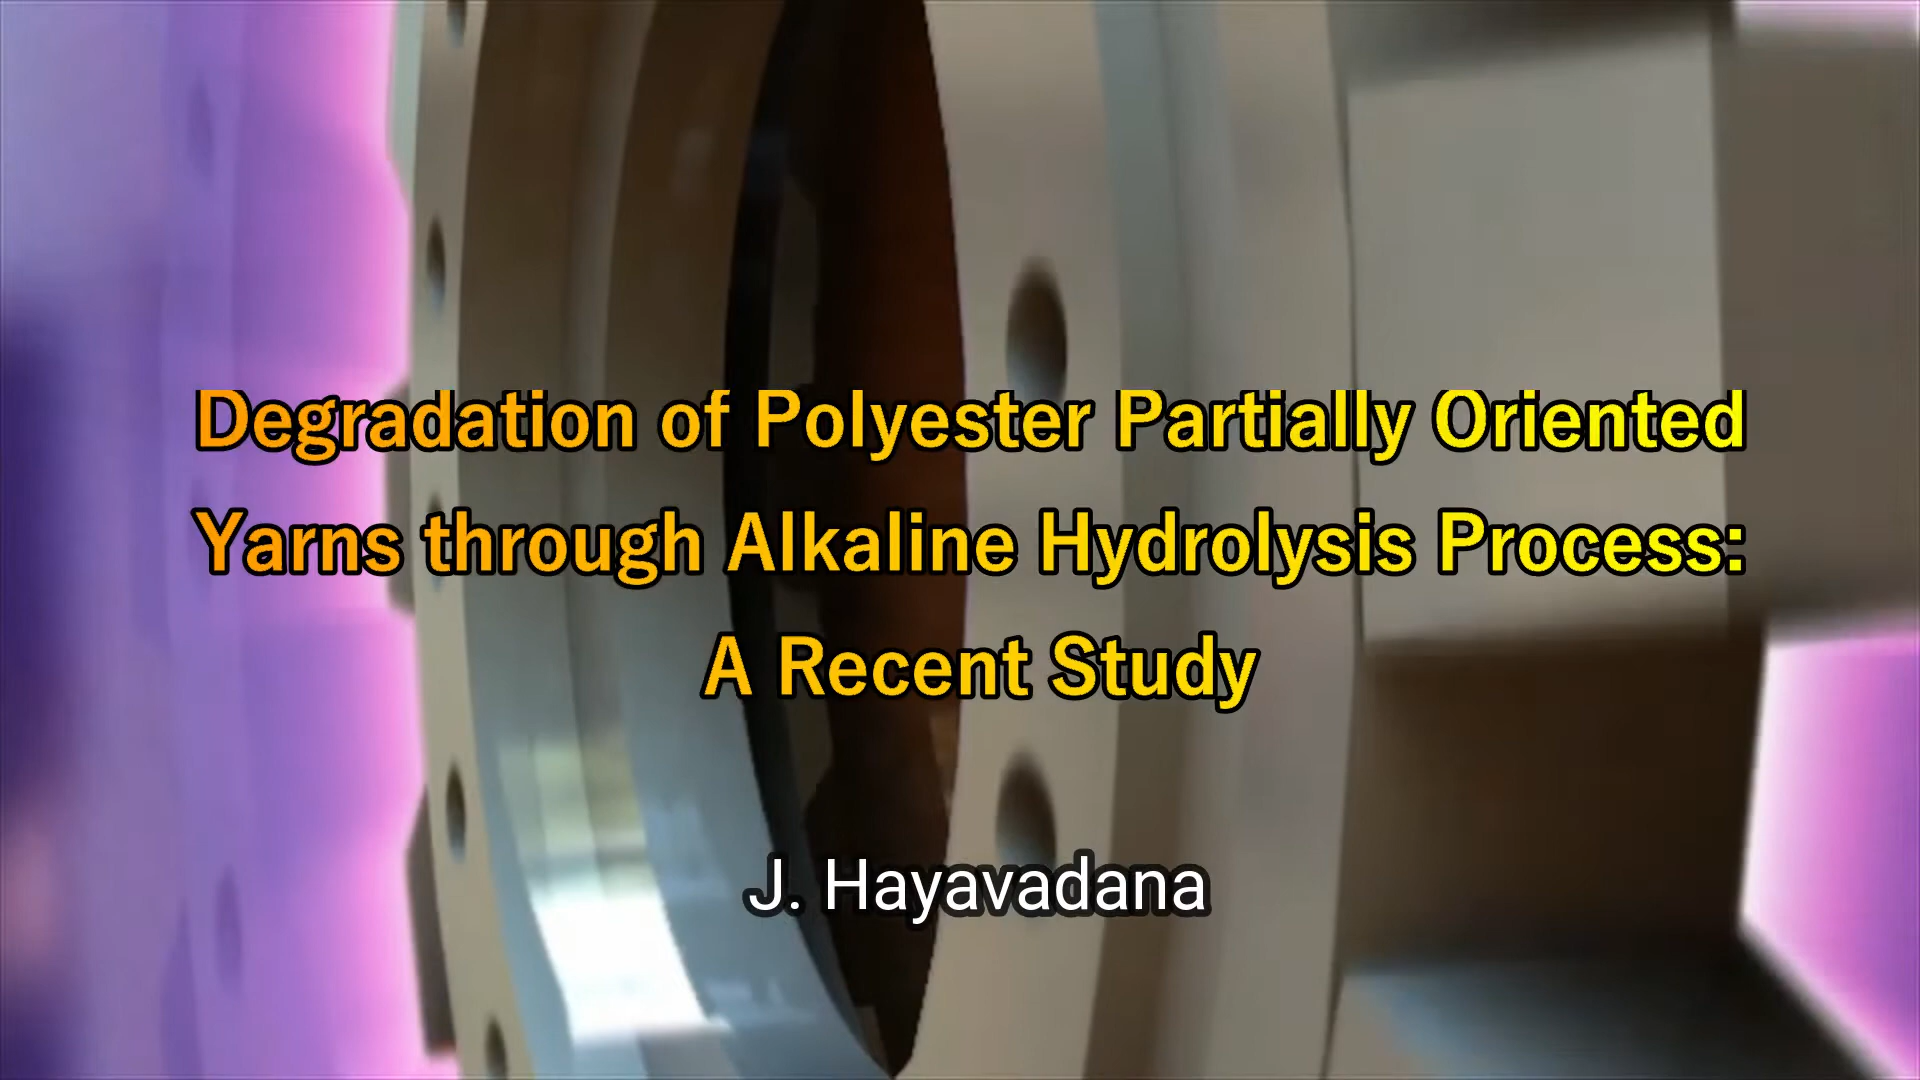 Degradation of Polyester Partially Oriented
Yarns through Alkaline Hydrolysis Process:
A Recent Study
J. Hayavadana